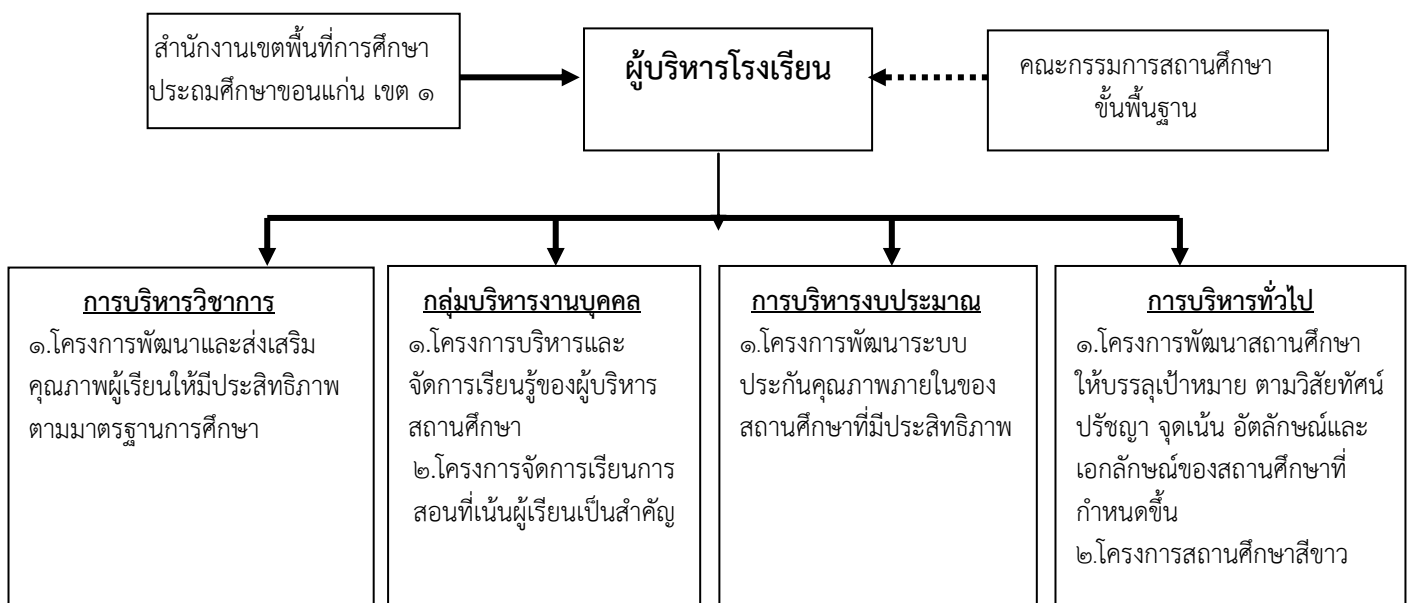 สำนักงานเขตพื้นที่การศึกษา
ประถมศึกษาขอนแก่น เขต ๑
ผู้บริหารโรงเรียน
คณะกรรมการสถานศึกษา
ขั้นพื้นฐาน
การบริหารวิชาการ
๑.โครงการพัฒนาและส่งเสริม
คุณภาพผู้เรียนให้มีประสิทธิภาพ
ตามมาตรฐานการศึกษา
กลุ่มบริหารงานบุคคล
๑.โครงการบริหารและ
จัดการเรียนรู้ของผู้บริหาร
สถานศึกษา
๒.โครงการจัดการเรียนการ
สอนที่เน้นผู้เรียนเป็นสำคัญ
การบริหารงบประมาณ
๑.โครงการพัฒนาระบบ
ประกันคุณภาพภายในของ
สถานศึกษาที่มีประสิทธิภาพ
การบริหารทั่วไป
๑.โครงการพัฒนาสถานศึกษา
ให้บรรลุเป้าหมาย ตามวิสัยทัศน์
ปรัชญา จุดเน้น อัตลักษณ์และ
เอกลักษณ์ของสถานศึกษาที่
กำหนดขึ้น
๒.โครงการสถานศึกษาสีขาว